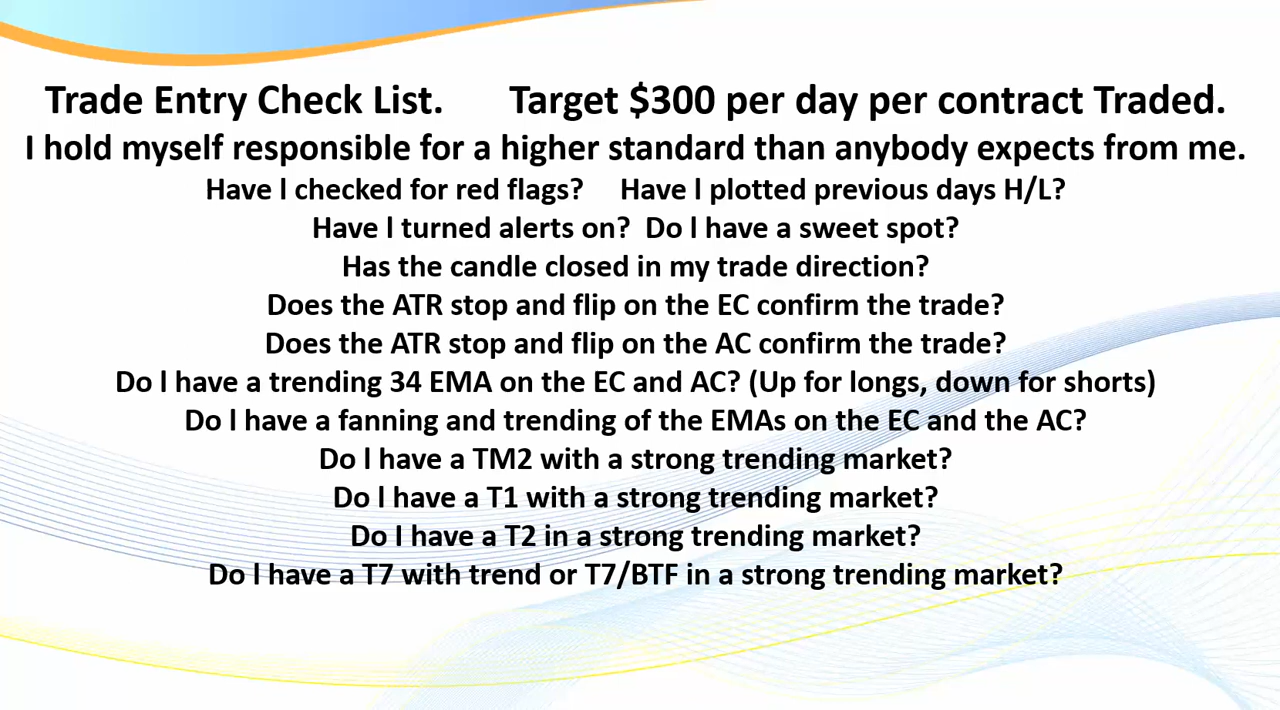 Trade Entry Check List. Target $300 per day per contract Traded.
I hold myself responsible for a higher standard than anybody expects from me.
Have I checked for red flags? Have I plotted previous days H/L?
Have I turned alerts on? Do I have a sweet spot?
Has the candle closed in my trade direction?
Does the ATR stop and flip on the EC confirm the trade?
Does the ATR stop and flip on the AC confirm the trade?
Do I have a trending 34 EMA on the EC and AC? (Up for longs, down for shorts)
Do I have a fanning and trending of the EMAs on the EC and the AC?
Do I have a TM2 with a strong trending market?
Do I have a T1 with a strong trending market?
Do I have a T2 in a strong trending market?
Do I have a T7 with trend or T7/BTF in a strong trending market?